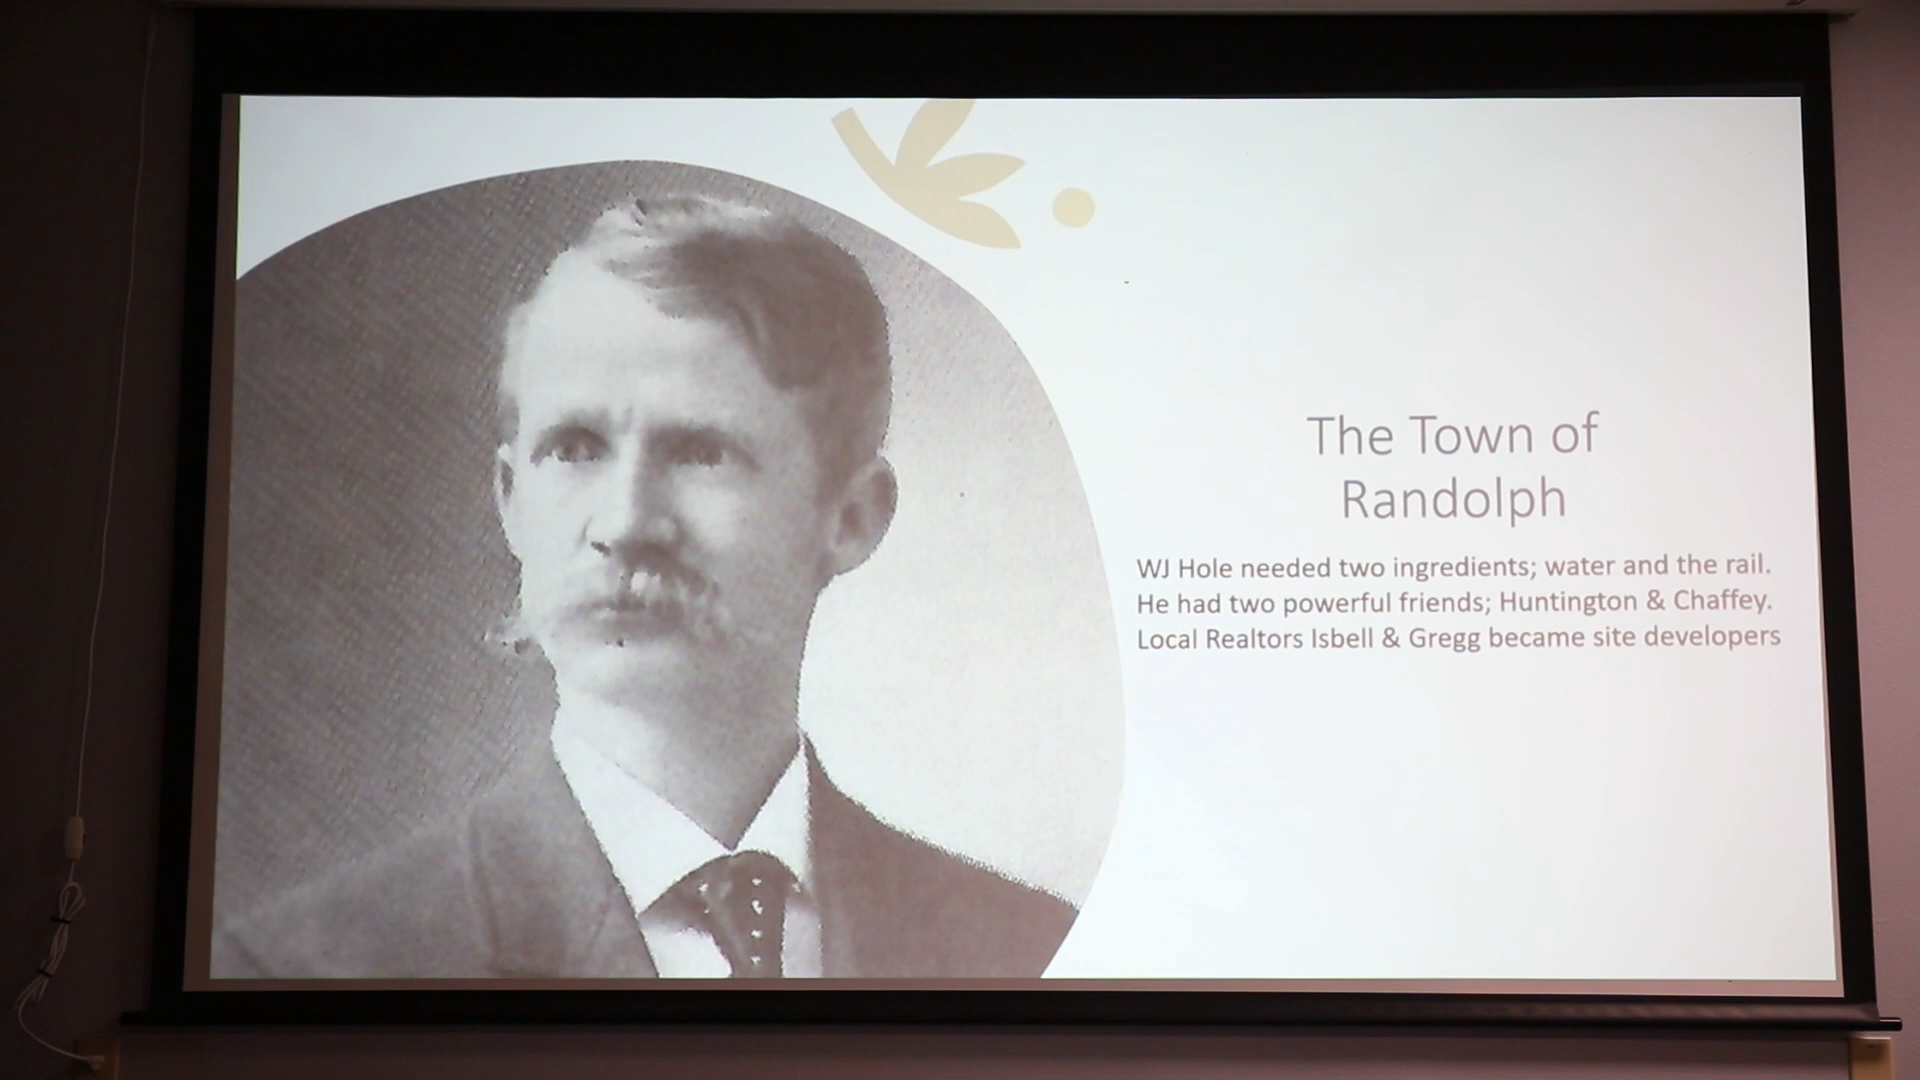 The Town of
Randolph
WJ Hole needed two ingredients; water and the rail.
He had two powerful friends; Huntington & Chaffey.
Local Realtors Isbell & Gregg became site developers